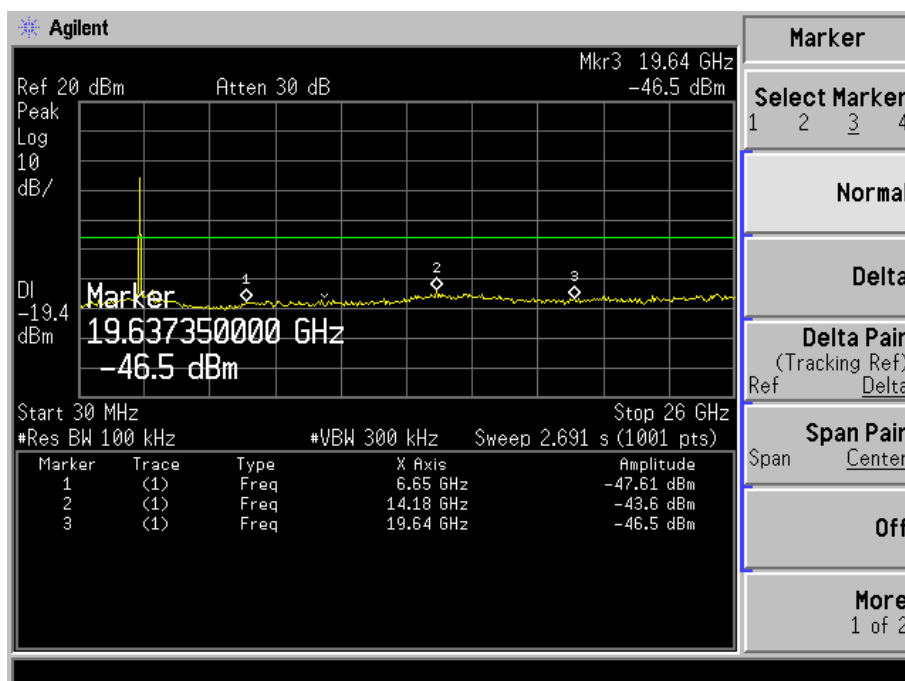 Agilent
Marker
Mkr3 19.64 GHz
Ref 20 dBm Atten 30 dB -46.5 dBm
Peak
Log
10
dB/
1
2
3
DI
-19.4
dBm
Marker
19.637350000 GHz
-46.5 dBm
Start 30 MHz Stop 26 GHz
#Res BW 100 kHz #VBW 300 kHz Sweep 2.691 s (1001 pts)
Marker Trace Type X Axis Amplitude
1 (1) Freq 6.65 GHz -47.61 dBm
2 (1) Freq 14.18 GHz -43.6 dBm
3 (1) Freq 19.64 GHz -46.5 dBm
Select Marker
1 2 3 4
Normal
Delta
Delta Pair
(Tracking Ref)
Ref Delta
Span Pair
Span Center
Off
More
1 of 2